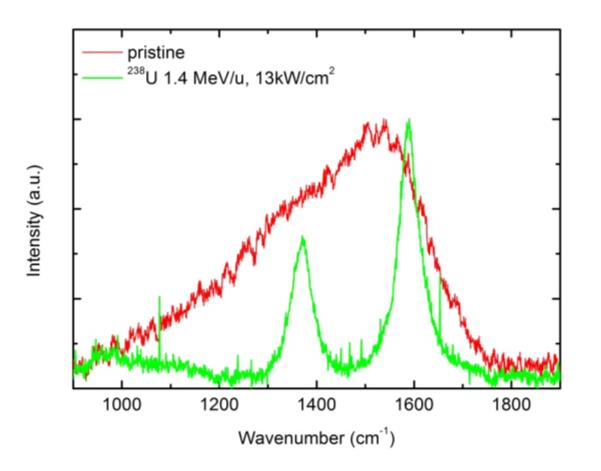 pristine
²³⁸U 1.4 MeV/u, 13kW/cm²
Intensity (a.u.)
1000 1200 1400 1600 1800
Wavenumber (cm⁻¹)